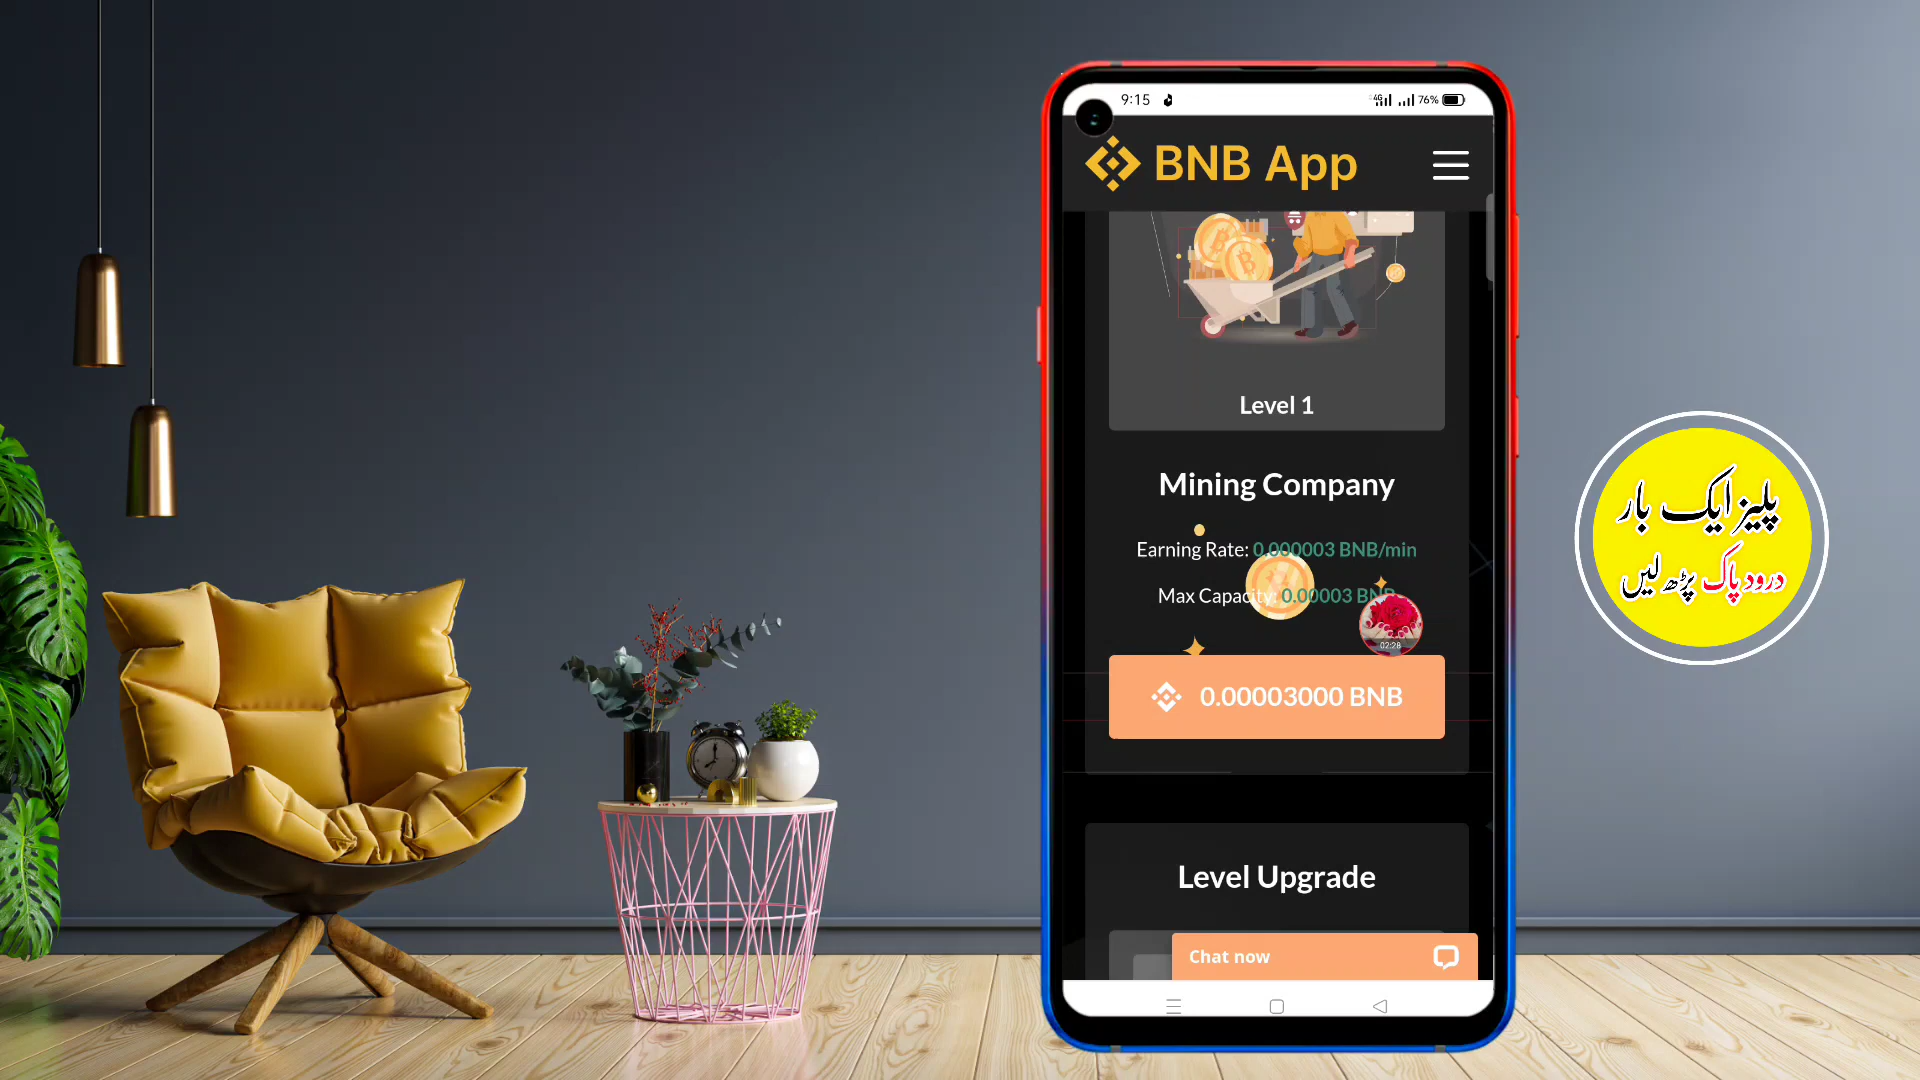 9:15
4G
76%
BNB App
Level 1
Mining Company
Earning Rate: 0.000003 BNB/min
Max Capacity: 0.00003 BNB
02:28
0.00003000 BNB
Level Upgrade
Chat now
پلیز ایک بار
درود پاک پڑھ لیں